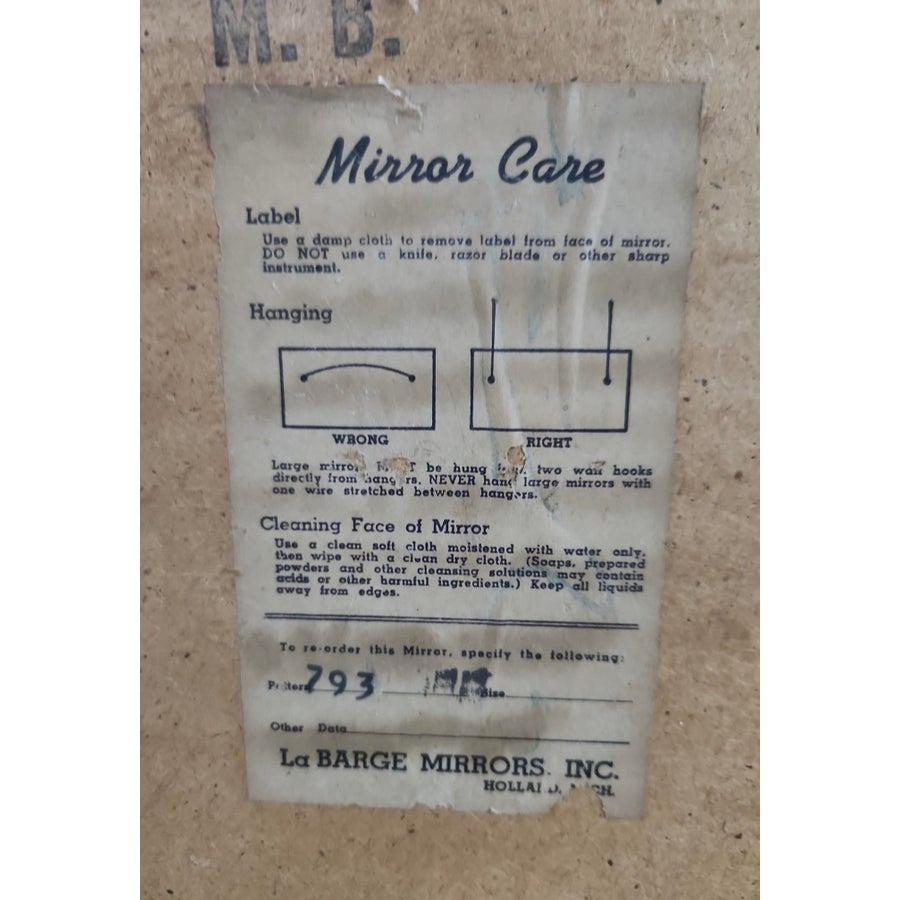 M. B.
Mirror Care
Label
Use a damp cloth to remove label from face of mirror.
DO NOT use a knife, razor blade or other sharp
instrument.
Hanging
WRONG
RIGHT
Large be hung two wall hooks
directly from NEVER large mirrors with
one wire stretched between hangers.
Cleaning Face of Mirror
Use a clean soft cloth moistened with water only,
then wipe with a clean dry cloth. (Soaps, prepared
powders and other cleansing solutions may contain
acids or other harmful ingredients.) Keep all liquids
away from edges.
To re-order this Mirror, specify the following:
793 Size
Other Data
La BARGE MIRRORS, INC.